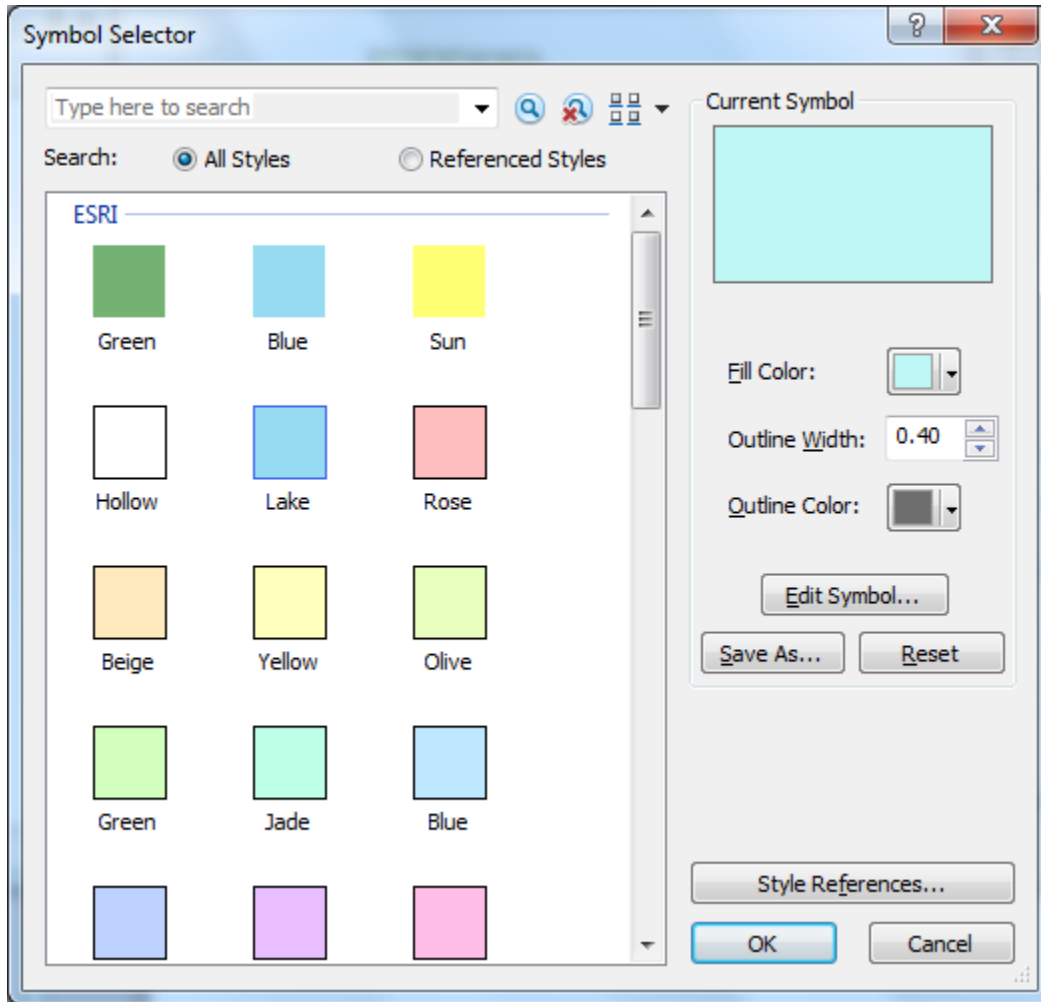 Symbol Selector
Type here to search
Search: All Styles Referenced Styles
ESRI
Green Blue Sun
Hollow Lake Rose
Beige Yellow Olive
Green Jade Blue
Current Symbol
Fill Color:
Outline Width: 0.40
Outline Color:
Edit Symbol...
Save As... Reset
Style References...
OK Cancel